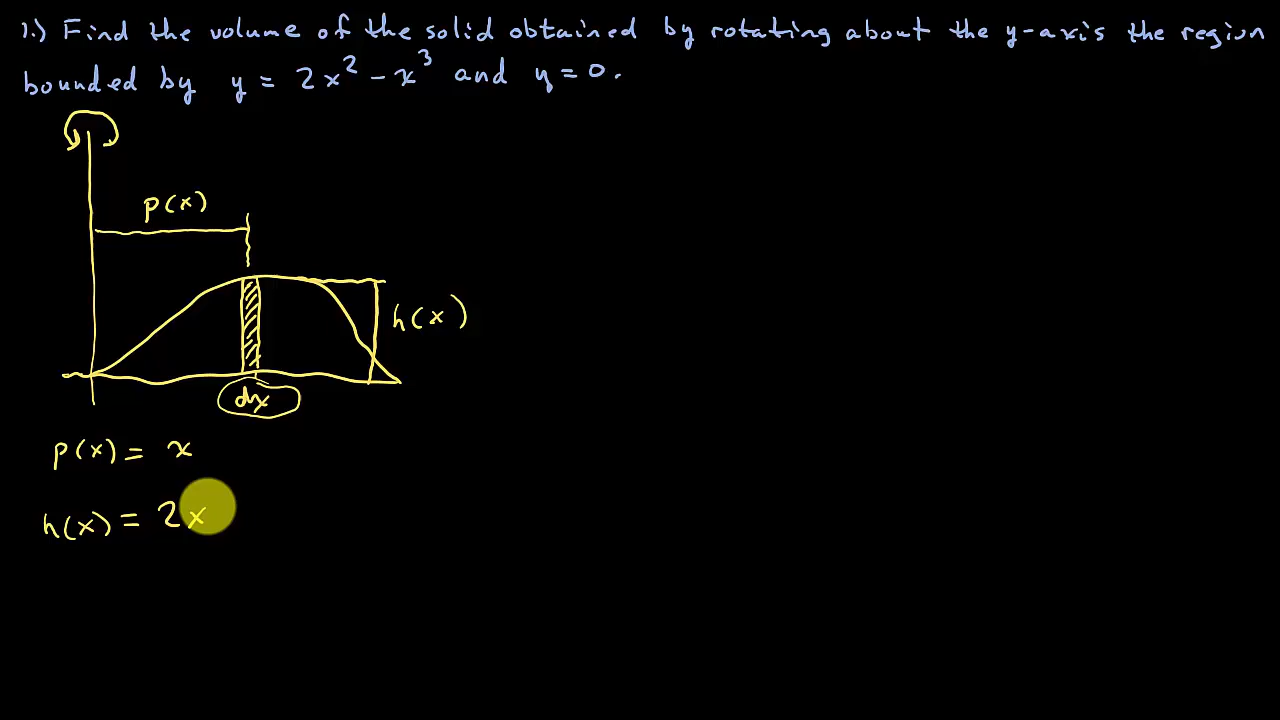 1.) Find the volume of the solid obtained by rotating about the y-axis the region
bounded by y = 2x² - x³ and y = 0.
p(x)
h(x)
dx
p(x) = x
h(x) = 2x